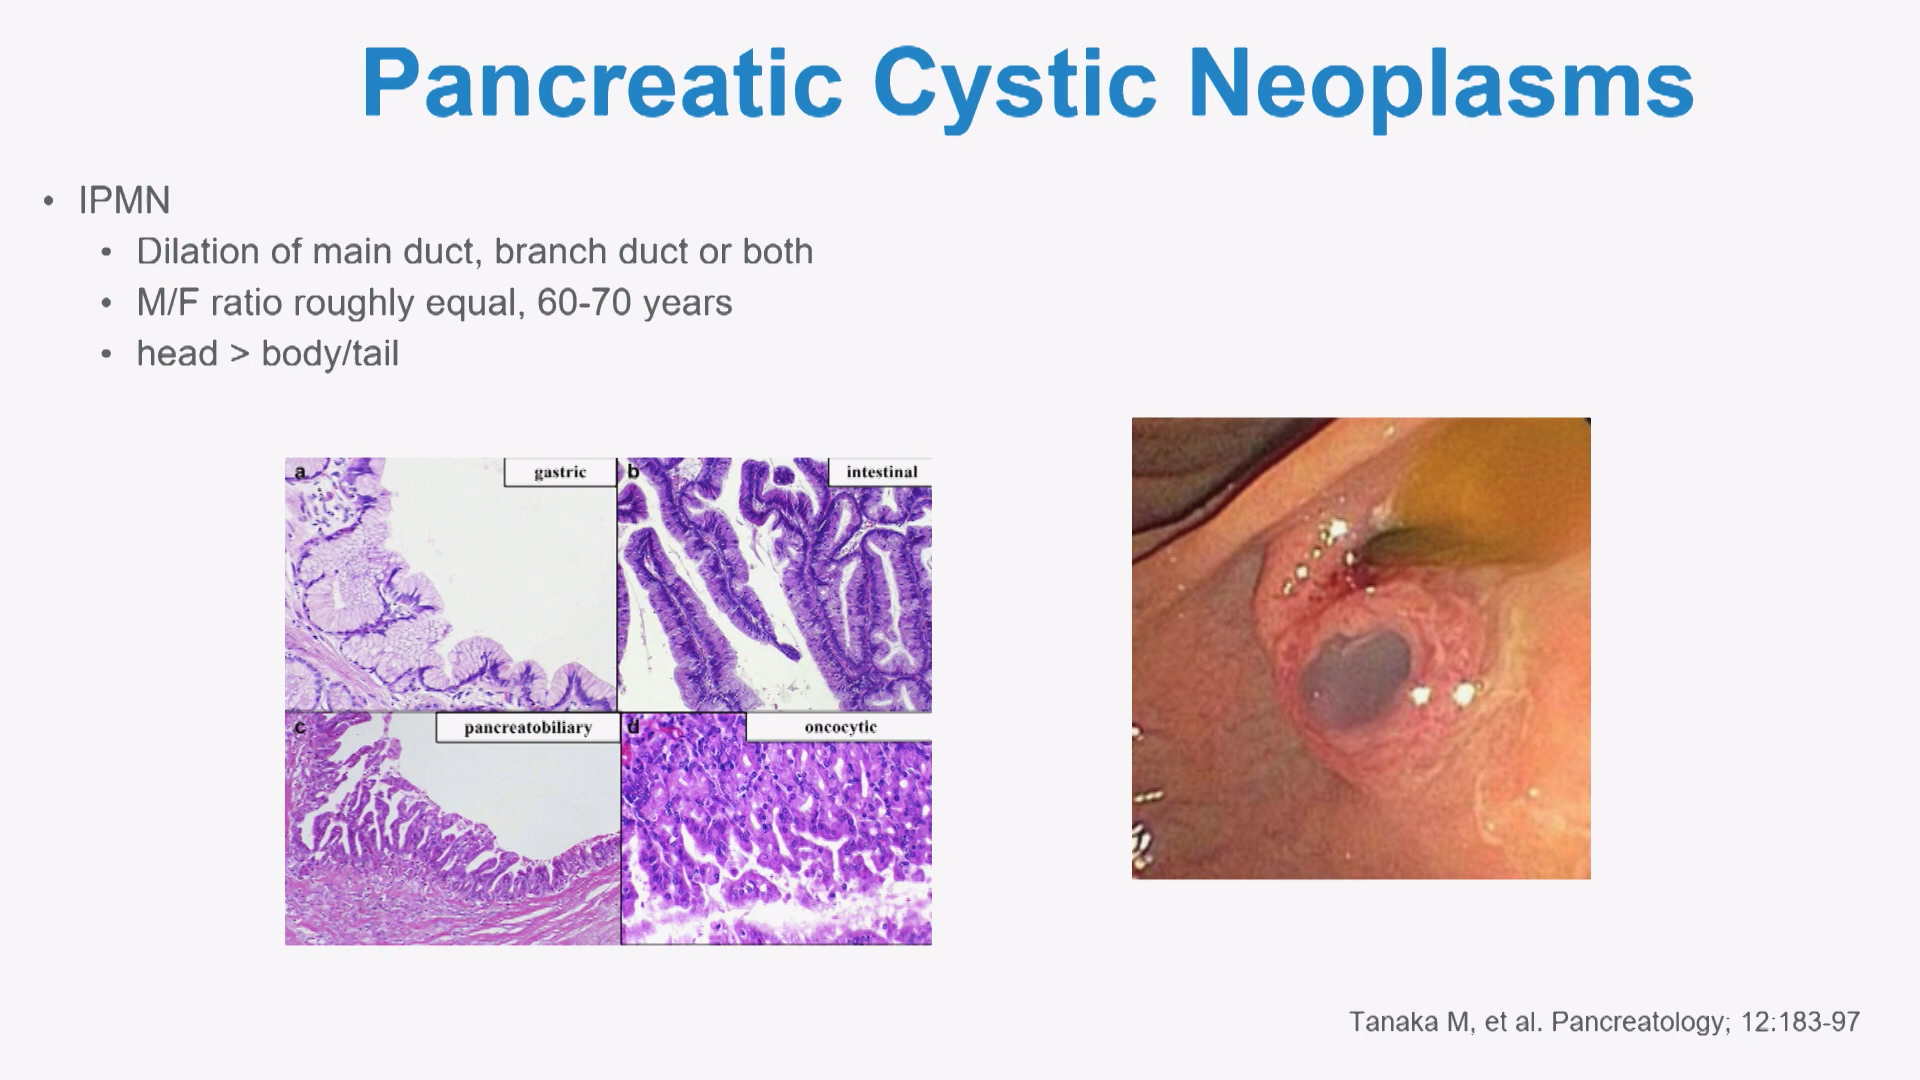 Pancreatic Cystic Neoplasms
• IPMN
• Dilation of main duct, branch duct or both
• M/F ratio roughly equal, 60-70 years
• head > body/tail
a gastric
b intestinal
c pancreatobiliary
d oncocytic
Tanaka M, et al. Pancreatology; 12:183-97